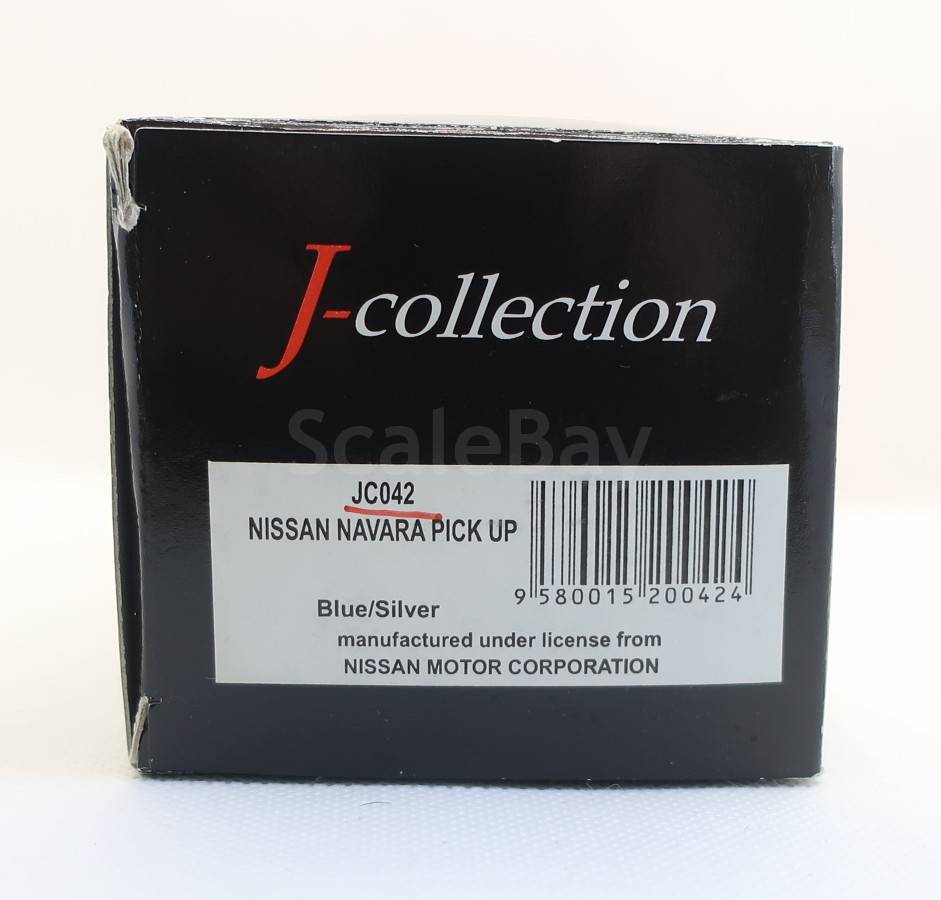 J-collection
ScaleBay
JC042
NISSAN NAVARA PICK UP
9 580015 200424
Blue/Silver
manufactured under license from
NISSAN MOTOR CORPORATION